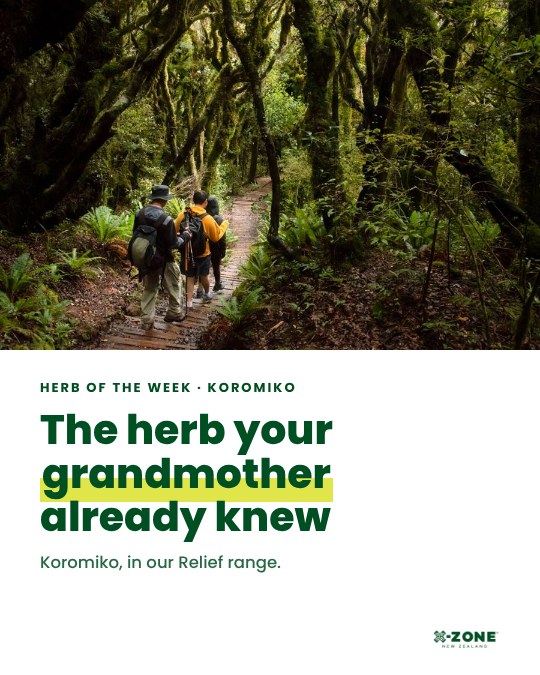 HERB OF THE WEEK · KOROMIKO
The herb your
grandmother
already knew
Koromiko, in our Relief range.
X-ZONE
NEW ZEALAND